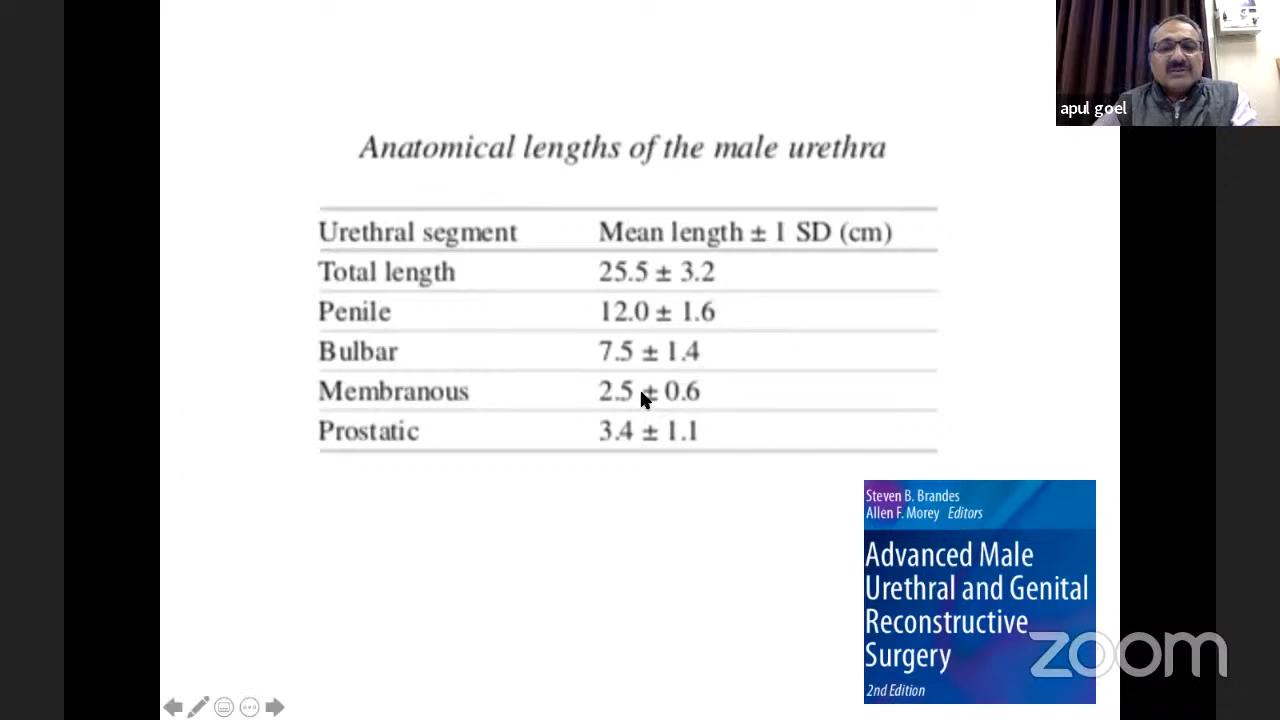 apul goel
Anatomical lengths of the male urethra
Urethral segment Mean length ± 1 SD (cm)
Total length 25.5 ± 3.2
Penile 12.0 ± 1.6
Bulbar 7.5 ± 1.4
Membranous 2.5 ± 0.6
Prostatic 3.4 ± 1.1
Steven B. Brandes
Allen F. Morey Editors
Advanced Male
Urethral and Genital
Reconstructive
Surgery
2nd Edition
zoom